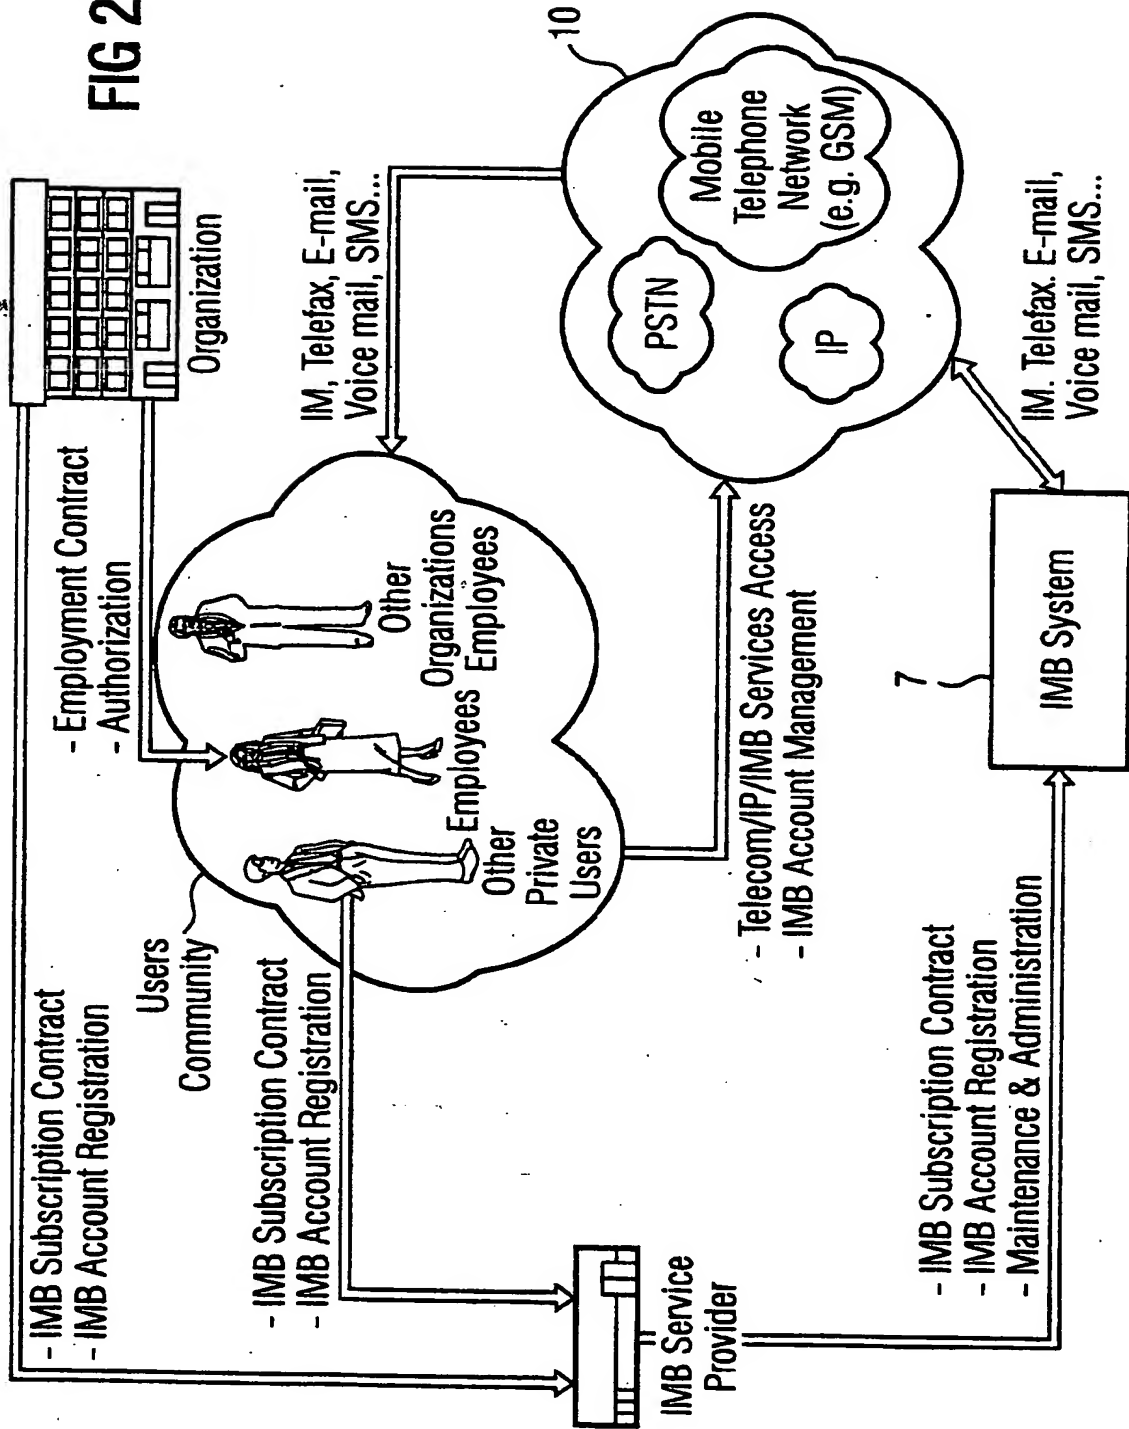 FIG 2
- IMB Subscription Contract
- IMB Account Registration
- Employment Contract
- Authorization
Organization
Users
Community
- IMB Subscription Contract
- IMB Account Registration
Other
Private
Users
Employees
Other
Organizations
Employees
IM, Telefax, E-mail,
Voice mail, SMS...
10
PSTN
Mobile
Telephone
Network
(e.g. GSM)
IP
- Telecom/IP/IMB Services Access
- IMB Account Management
IMB Service
Provider
- IMB Subscription Contract
- IMB Account Registration
- Maintenance & Administration
7
IMB System
IM. Telefax. E-mail,
Voice mail, SMS...